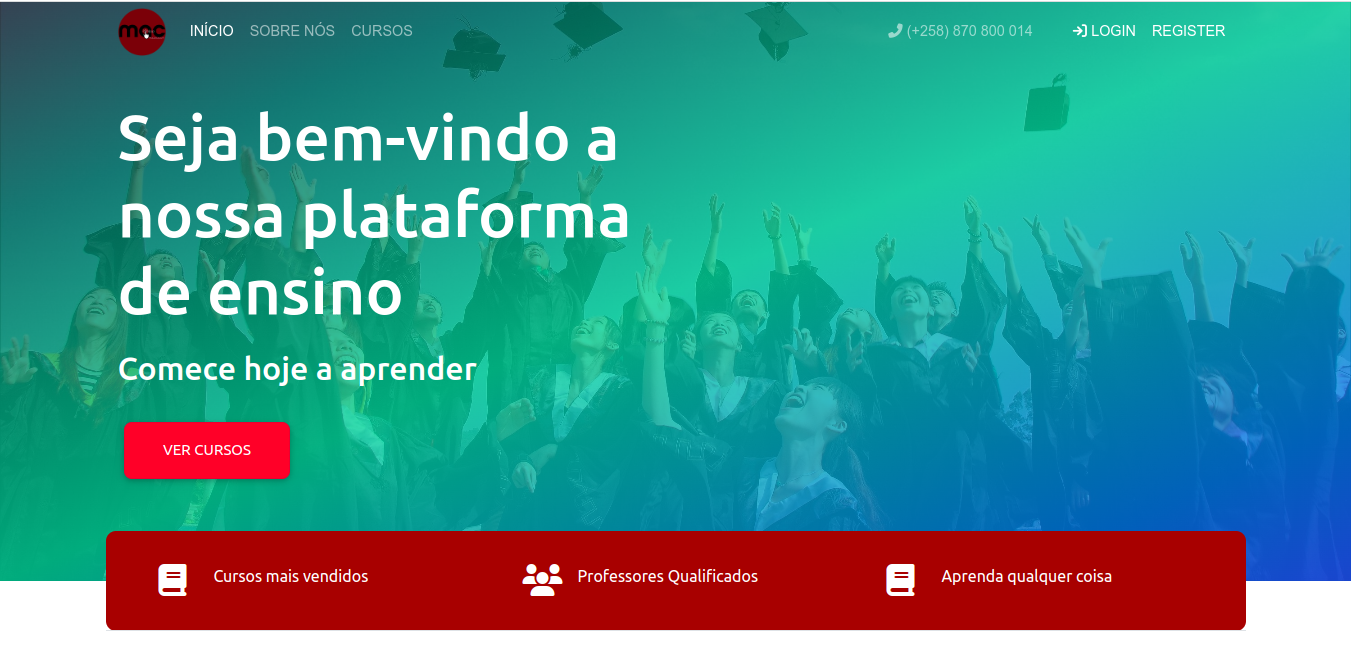 mac
INÍCIO SOBRE NÓS CURSOS (+258) 870 800 014 LOGIN REGISTER
Seja bem-vindo a
nossa plataforma
de ensino
Comece hoje a aprender
VER CURSOS
Cursos mais vendidos Professores Qualificados Aprenda qualquer coisa